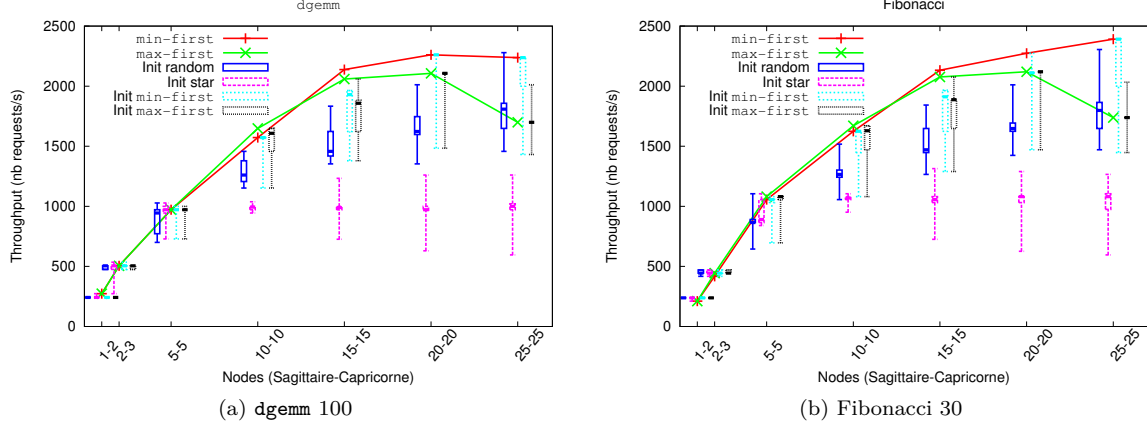 dgemm
Throughput (nb requests/s)
2500
2000
1500
1000
500
0
min-first
max-first
Init random
Init star
Init min-first
Init max-first
1-2
2-3
5-5
10-10
15-15
20-20
25-25
Nodes (Sagittaire-Capricorne)
(a) dgemm 100
Fibonacci
Throughput (nb requests/s)
2500
2000
1500
1000
500
0
min-first
max-first
Init random
Init star
Init min-first
Init max-first
1-2
2-3
5-5
10-10
15-15
20-20
25-25
Nodes (Sagittaire-Capricorne)
(b) Fibonacci 30